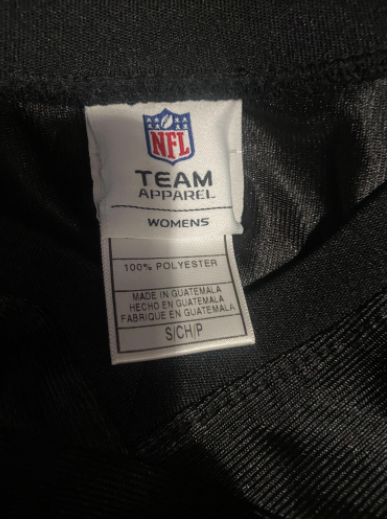 NFL
TEAM
APPAREL
WOMENS
100% POLYESTER
MADE IN GUATEMALA
HECHO EN GUATEMALA
FABRIQUE EN GUATEMALA
S/CH/P